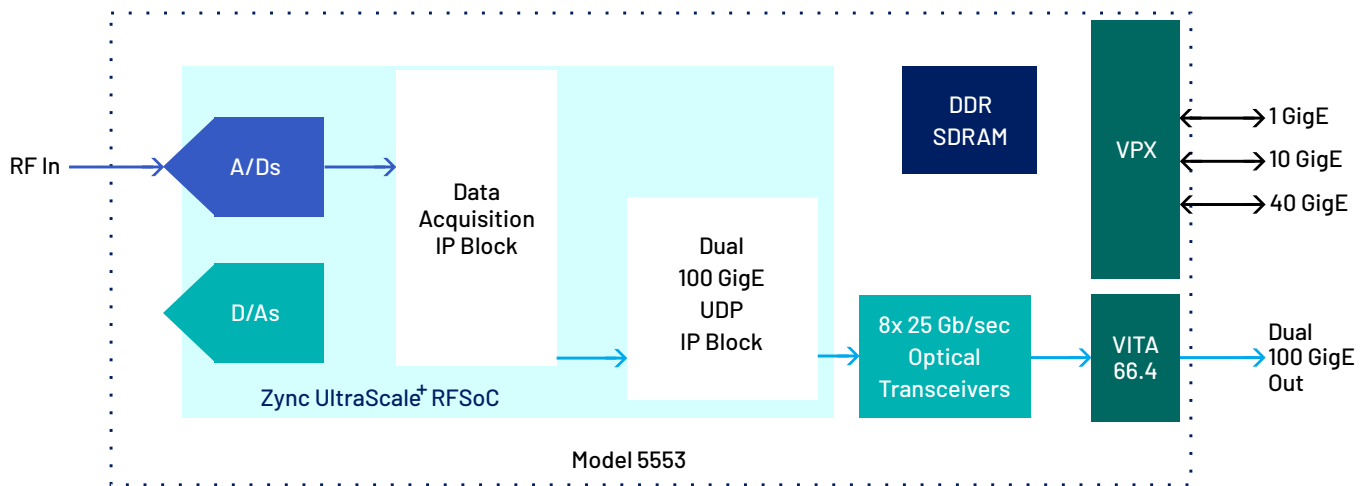 RF In
A/Ds
D/As
Data
Acquisition
IP Block
Zync UltraScale+ RFSoC
Dual
100 GigE
UDP
IP Block
DDR
SDRAM
8x 25 Gb/sec
Optical
Transceivers
VPX
VITA
66.4
1 GigE
10 GigE
40 GigE
Dual
100 GigE
Out
Model 5553